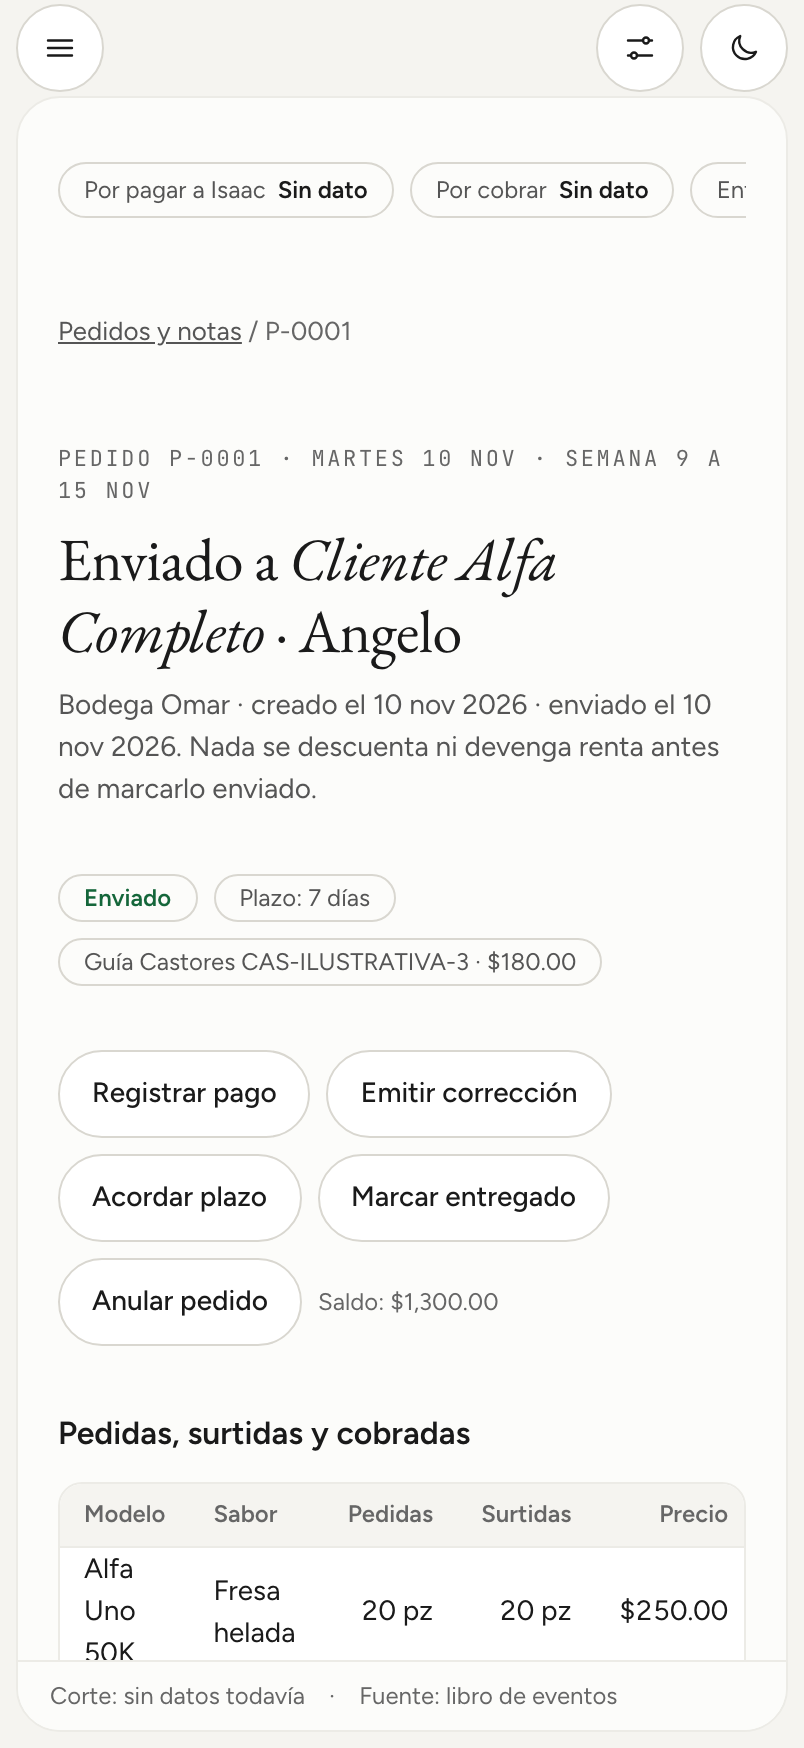 Por pagar a Isaac Sin dato
Por cobrar Sin dato
Pedidos y notas / P-0001
PEDIDO P-0001 · MARTES 10 NOV · SEMANA 9 A
15 NOV
Enviado a Cliente Alfa
Completo · Angelo
Bodega Omar · creado el 10 nov 2026 · enviado el 10
nov 2026. Nada se descuenta ni devenga renta antes
de marcarlo enviado.
Enviado
Plazo: 7 días
Guía Castores CAS-ILUSTRATIVA-3 · $180.00
Registrar pago
Emitir corrección
Acordar plazo
Marcar entregado
Anular pedido
Saldo: $1,300.00
Pedidas, surtidas y cobradas
Modelo Sabor Pedidas Surtidas Precio
Alfa
Uno
50K
Fresa
helada
20 pz
20 pz
$250.00
Corte: sin datos todavía · Fuente: libro de eventos